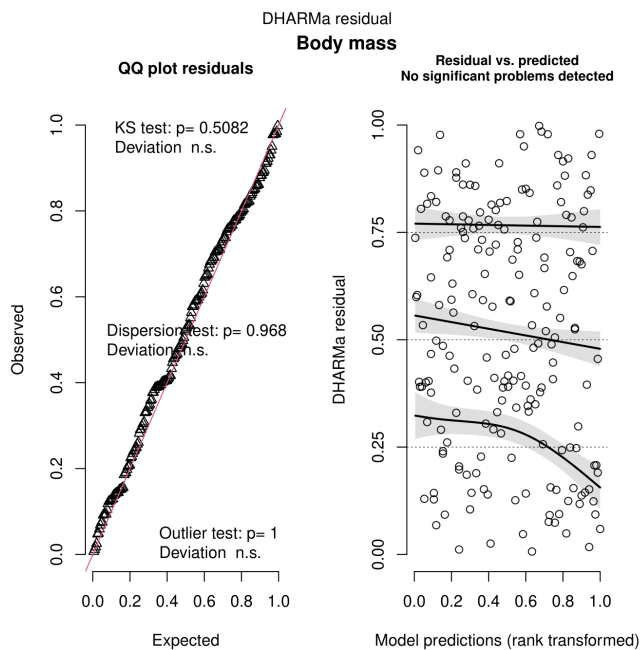 DHARMa residual
Body mass
QQ plot residuals
KS test: p= 0.5082
Deviation n.s.
Dispersion test: p= 0.968
Deviation n.s.
Outlier test: p= 1
Deviation n.s.
Observed
0.0 0.2 0.4 0.6 0.8 1.0
0.0 0.2 0.4 0.6 0.8 1.0
Expected
Residual vs. predicted
No significant problems detected
DHARMa residual
0.00 0.25 0.50 0.75 1.00
0.0 0.2 0.4 0.6 0.8 1.0
Model predictions (rank transformed)